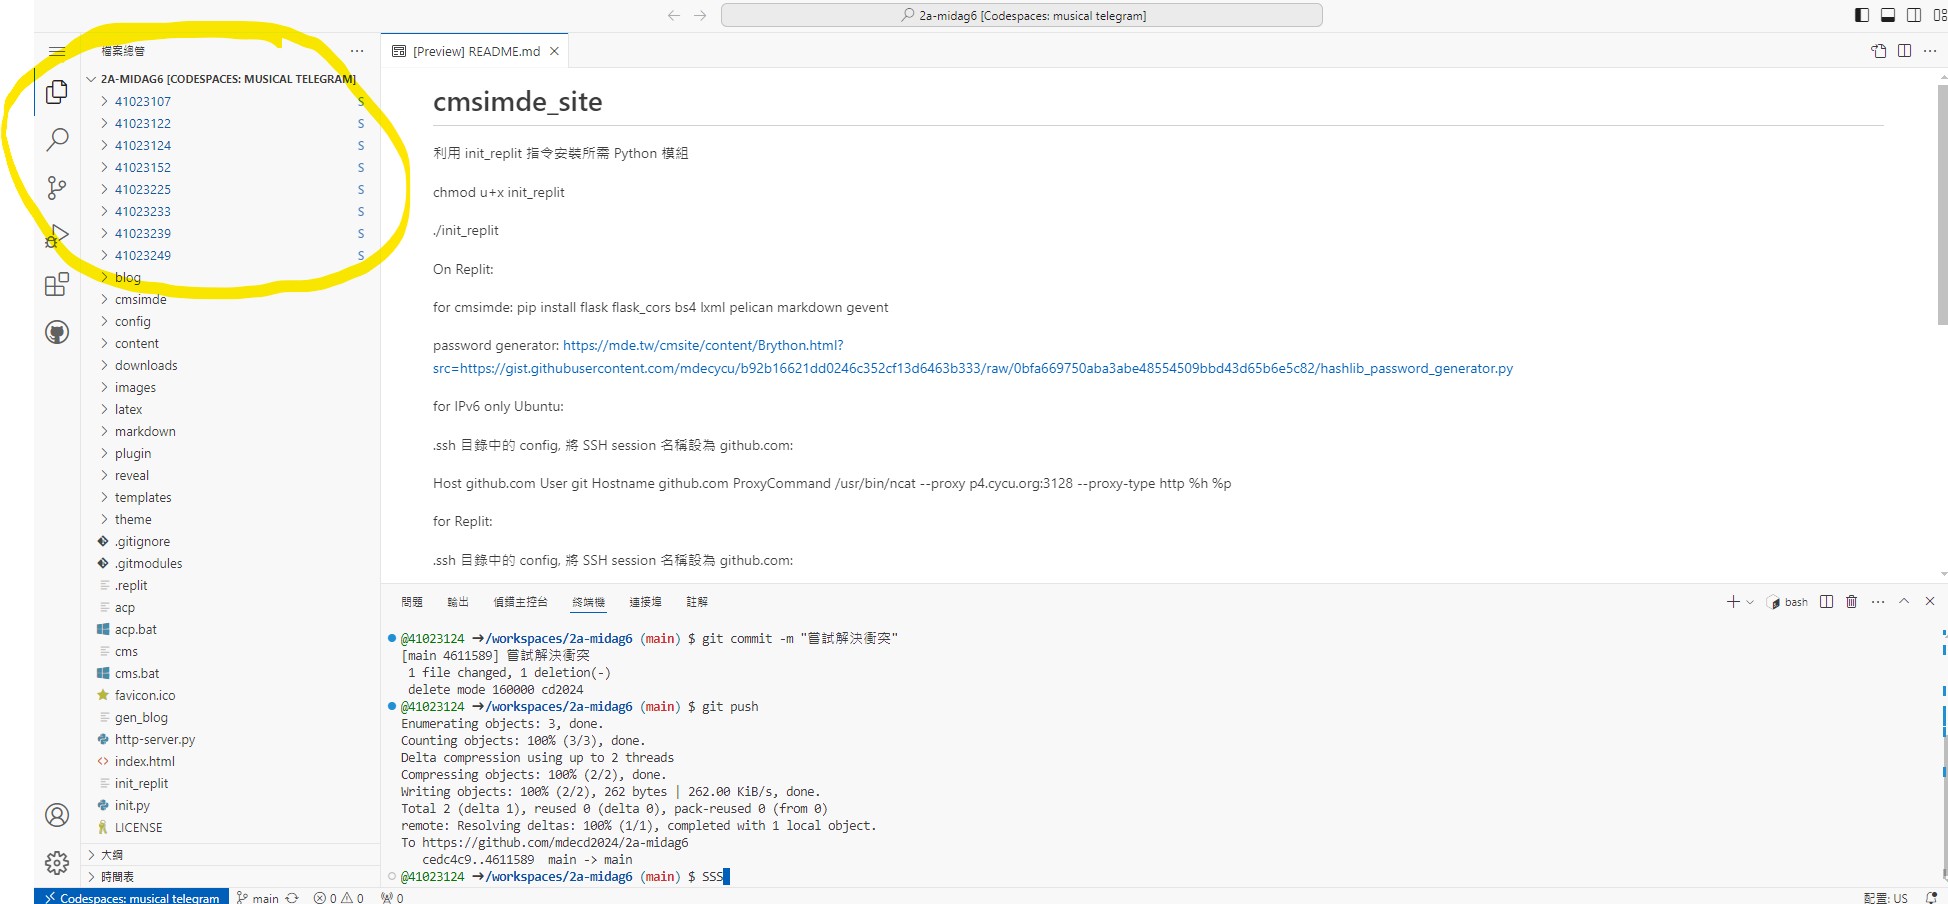 2a-midag6 [Codespaces: musical telegram]
檔案總管
2A-MIDAG6 [CODESPACES: MUSICAL TELEGRAM]
41023107 S
41023122 S
41023124 S
41023152 S
41023225 S
41023233 S
41023239 S
41023249 S
blog
cmsimde
config
content
downloads
images
latex
markdown
plugin
reveal
templates
theme
.gitignore
.gitmodules
.replit
acp
acp.bat
cms
cms.bat
favicon.ico
gen_blog
http-server.py
index.html
init_replit
init.py
LICENSE
大綱
時間表
[Preview] README.md
cmsimde_site
利用 init_replit 指令安裝所需 Python 模組
chmod u+x init_replit
./init_replit
On Replit:
for cmsimde: pip install flask flask_cors bs4 lxml pelican markdown gevent
password generator: https://mde.tw/cmsite/content/Brython.html?
src=https://gist.githubusercontent.com/mdecycu/b92b16621dd0246c352cf13d6463b333/raw/0bfa669750aba3abe48554509bbd43d65b6e5c82/hashlib_password_generator.py
for IPv6 only Ubuntu:
.ssh 目錄中的 config, 將 SSH session 名稱設為 github.com:
Host github.com User git Hostname github.com ProxyCommand /usr/bin/ncat --proxy p4.cycu.org:3128 --proxy-type http %h %p
for Replit:
.ssh 目錄中的 config, 將 SSH session 名稱設為 github.com:
問題 輸出 偵錯主控台 終端機 連接埠 註解
bash
@41023124 ➜/workspaces/2a-midag6 (main) $ git commit -m "嘗試解決衝突"
[main 4611589] 嘗試解決衝突
1 file changed, 1 deletion(-)
delete mode 160000 cd2024
@41023124 ➜/workspaces/2a-midag6 (main) $ git push
Enumerating objects: 3, done.
Counting objects: 100% (3/3), done.
Delta compression using up to 2 threads
Compressing objects: 100% (2/2), done.
Writing objects: 100% (2/2), 262 bytes | 262.00 KiB/s, done.
Total 2 (delta 1), reused 0 (delta 0), pack-reused 0 (from 0)
remote: Resolving deltas: 100% (1/1), completed with 1 local object.
To https://github.com/mdecd2024/2a-midag6
cedc4c9..4611589 main -> main
@41023124 ➜/workspaces/2a-midag6 (main) $ SSS
Codespaces: musical telegram main 0 0 0 配置: US